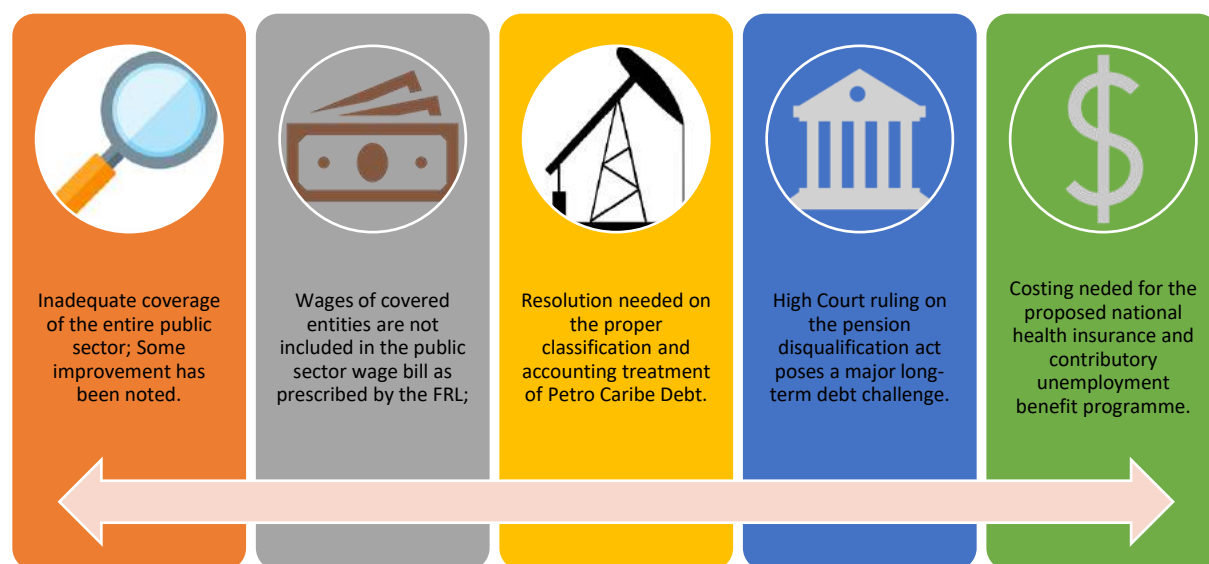 Inadequate coverage
of the entire public
sector; Some
improvement has
been noted.
Wages of covered
entities are not
included in the public
sector wage bill as
prescribed by the FRL;
Resolution needed on
the proper
classification and
accounting treatment
of Petro Caribe Debt.
High Court ruling on
the pension
disqualification act
poses a major long-
term debt challenge.
Costing neded for the
proposed national
health insurance and
contributory
unemployment
benefit programme.